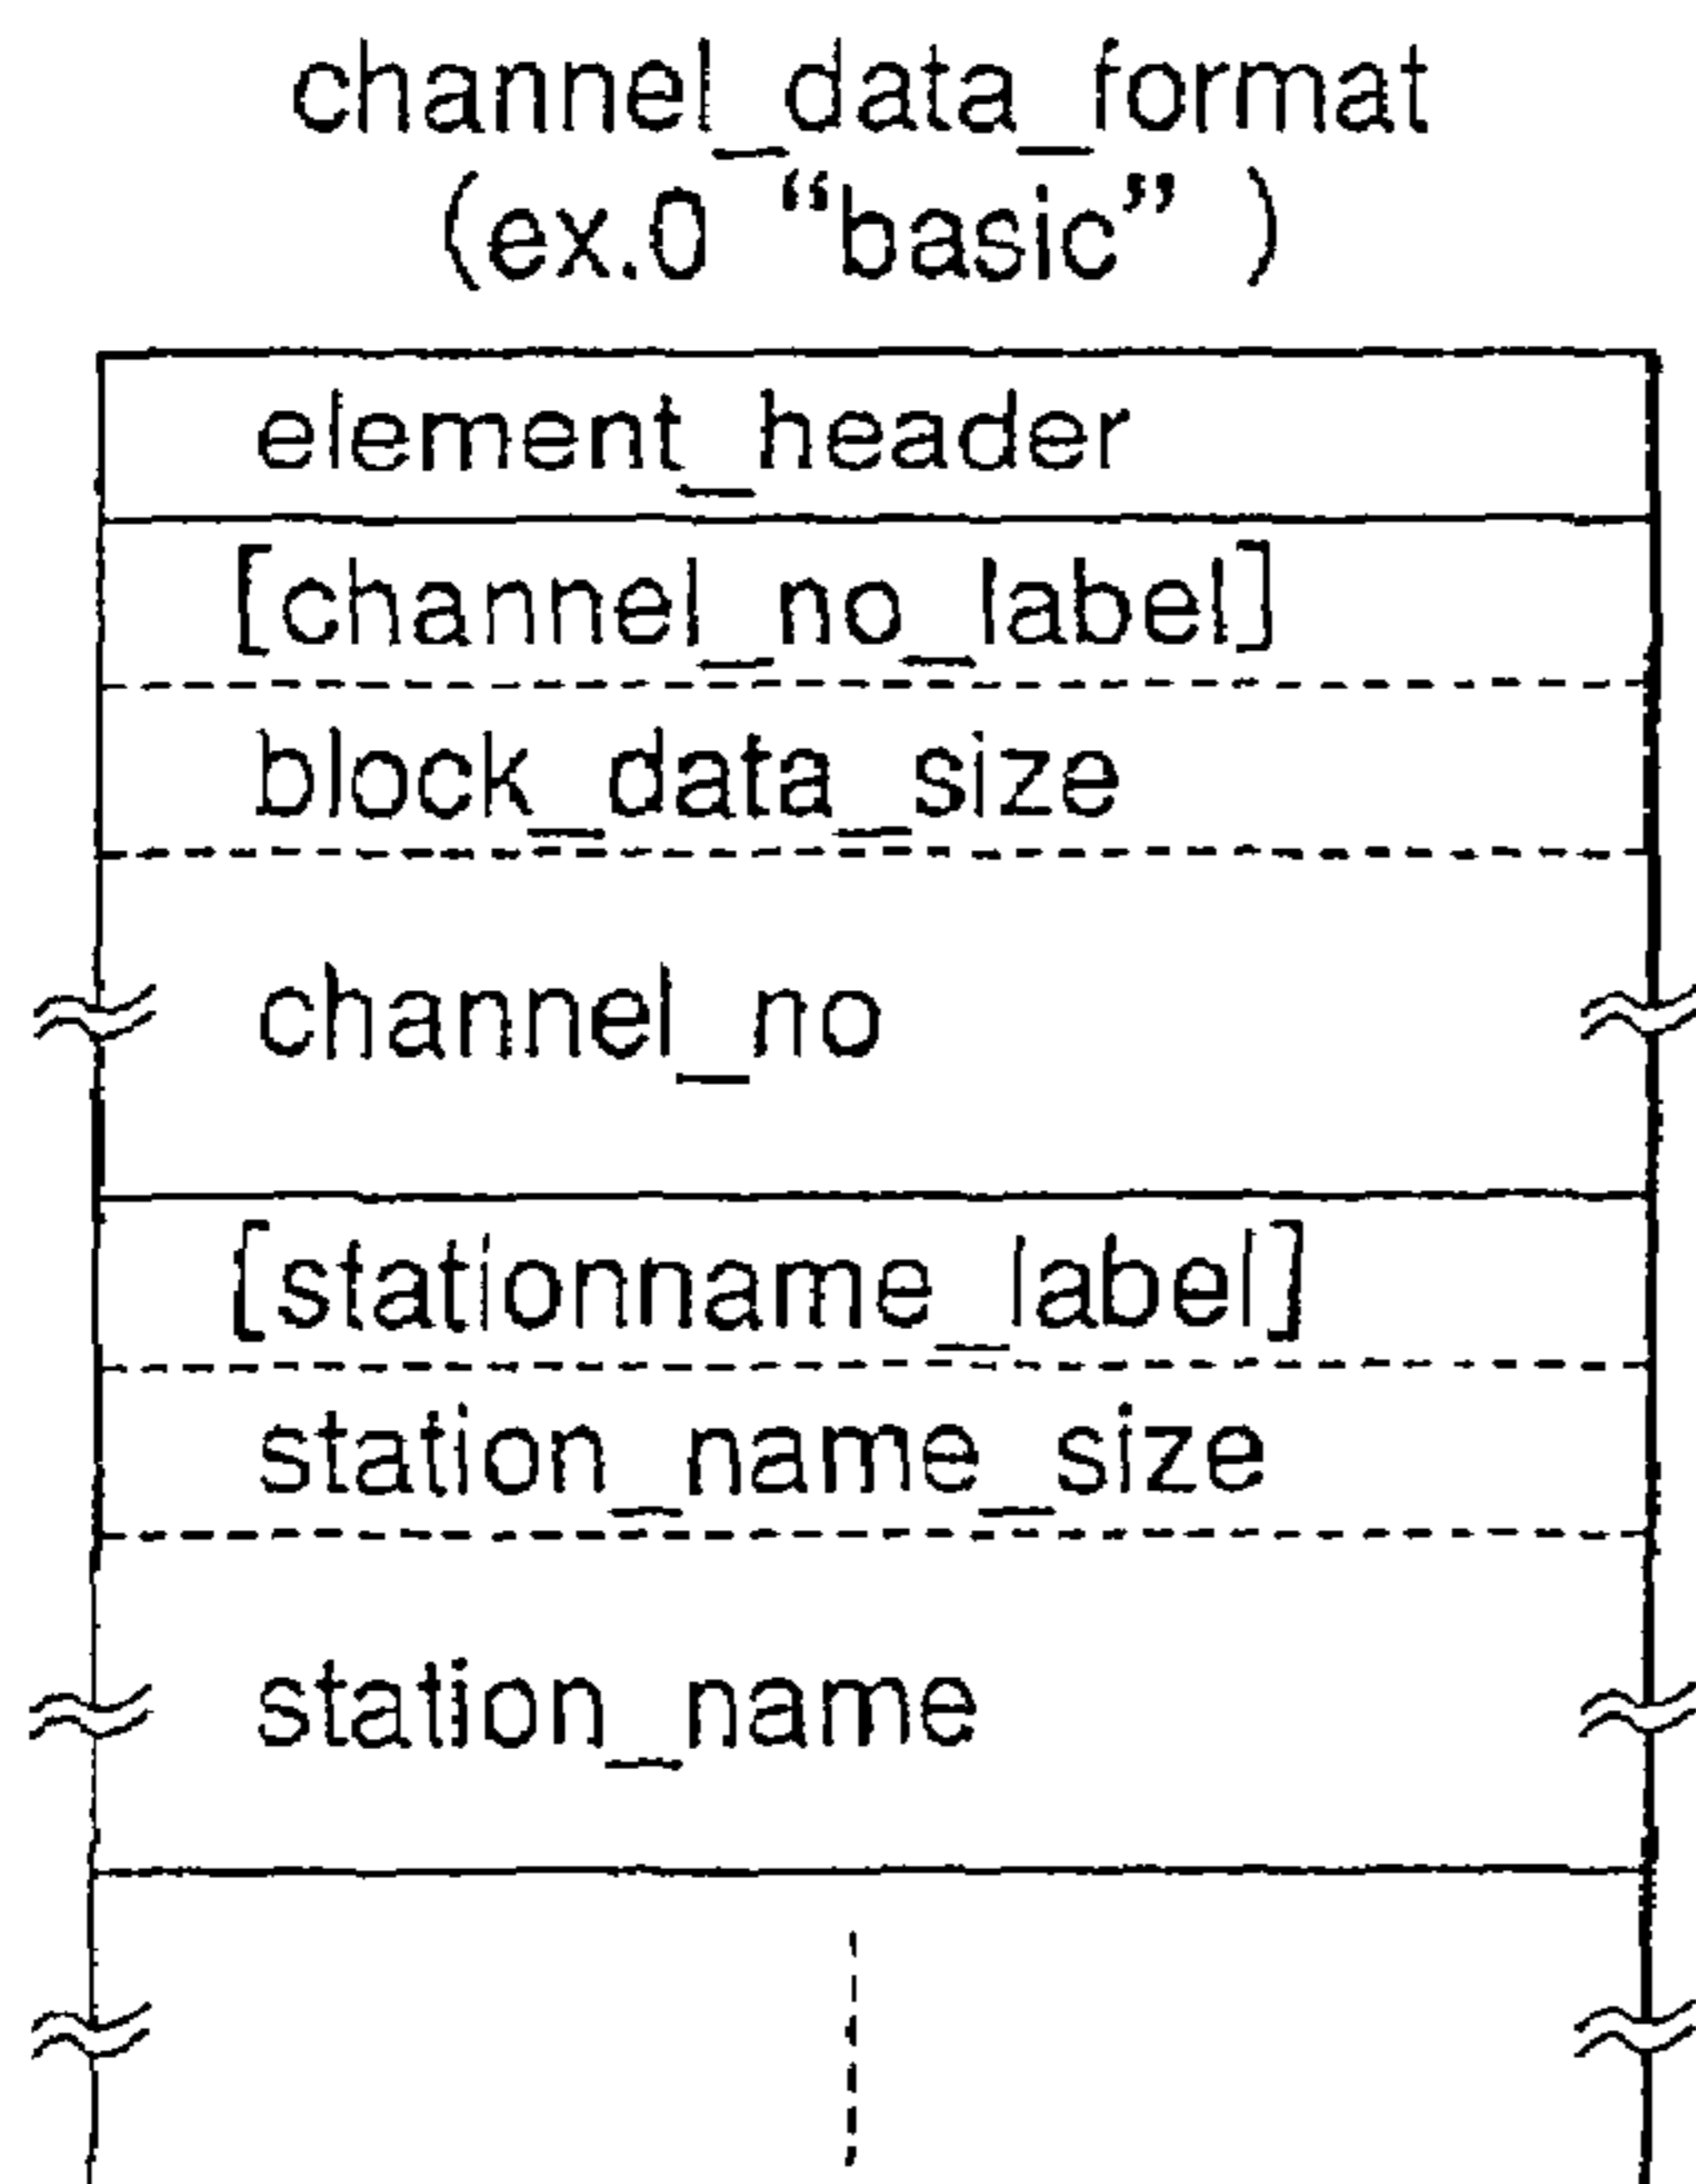 channel_data_format
(ex.0 “basic” )
element_header
[channel_no_label]
block_data_size
channel_no
[stationname_label]
station_name_size
station_name